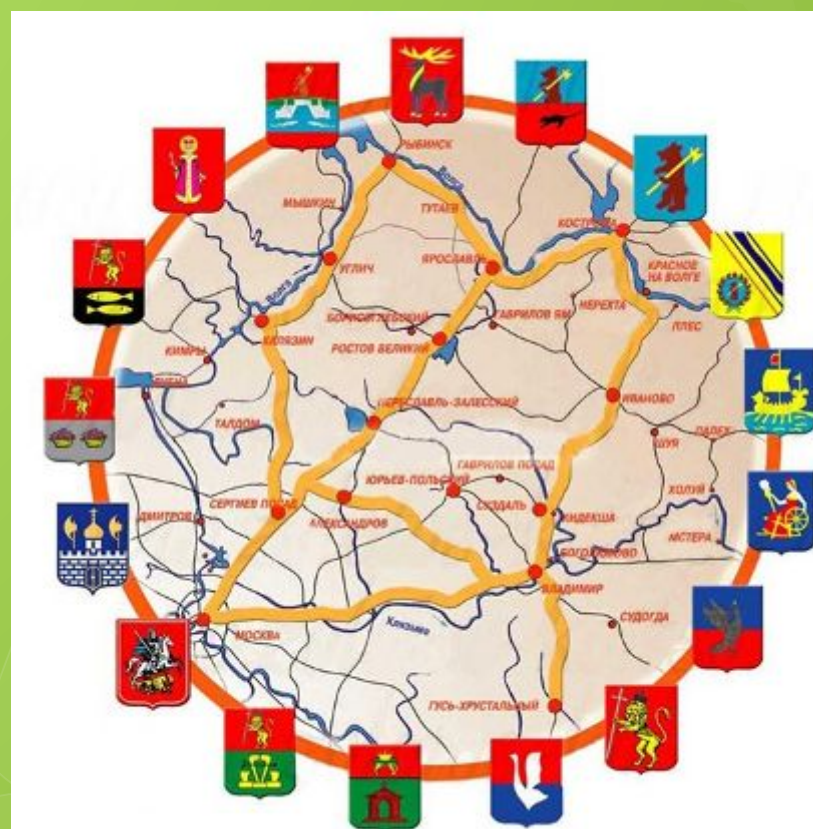 РЫБИНСК
Волга
МЫШКИН
ТУТАЕВ
КОСТРОМА
УГЛИЧ
ЯРОСЛАВЛЬ
КРАСНОЕ
НА ВОЛГЕ
Волга
НЕРЕХТА
ПЛЕС
БОРИСОГЛЕБСКИЙ
ГАВРИЛОВ ЯМ
КАЛЯЗИН
РОСТОВ ВЕЛИКИЙ
КИМРЫ
ДУБНА
ИВАНОВО
ПЕРЕСЛАВЛЬ-ЗАЛЕССКИЙ
ТАЛДОМ
ШУЯ
ПАЛЕХ
ГАВРИЛОВ ПОСАД
ЮРЬЕВ-ПОЛЬСКИЙ
ХОЛУЙ
СЕРГИЕВ ПОСАД
СУЗДАЛЬ
КИДЕКША
ДМИТРОВ
АЛЕКСАНДРОВ
МСТЕРА
БОГОЛЮБОВО
ВЛАДИМИР
СУДОГДА
МОСКВА
Клязьма
ГУСЬ-ХРУСТАЛЬНЫЙ